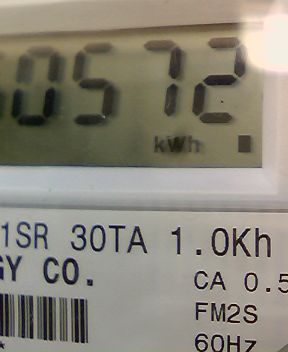 0572
kWh
1SR 30TA 1.0Kh
GY CO.
CA 0.5
FM2S
60Hz